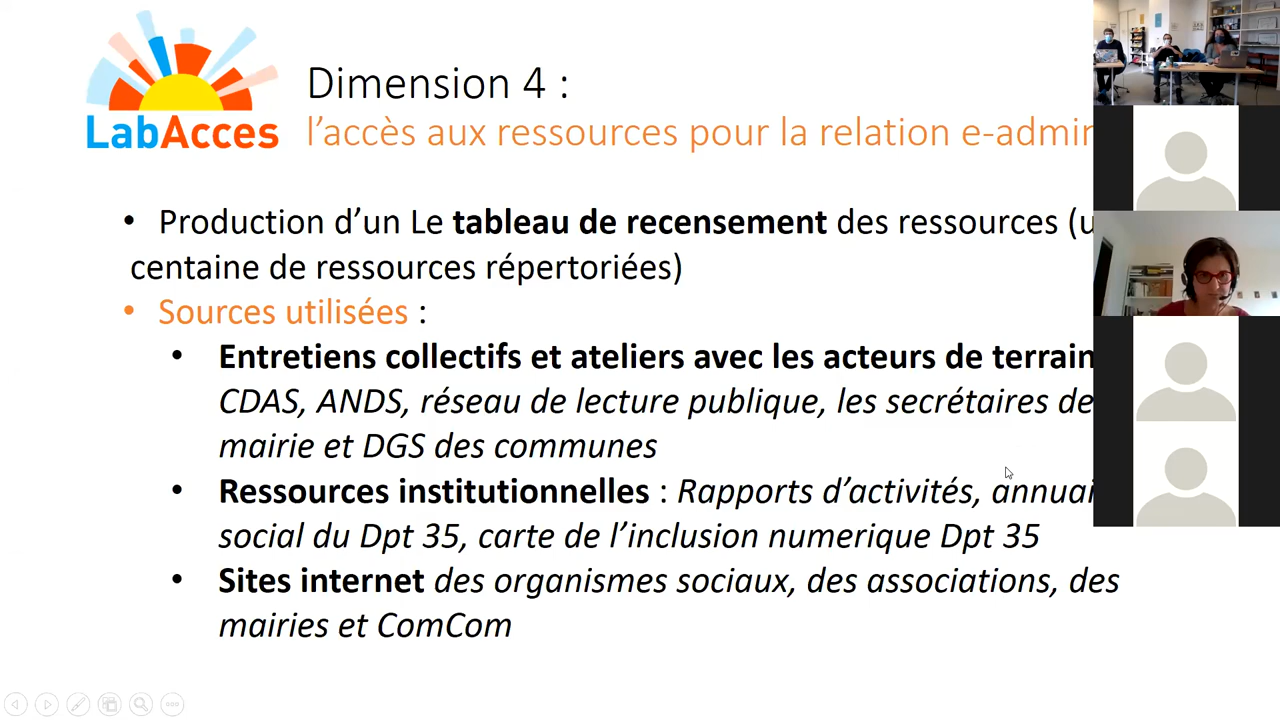 LabAcces
Dimension 4 :
l’accès aux ressources pour la relation e-admin
• Production d’un Le tableau de recensement des ressources (u
centaine de ressources répertoriées)
• Sources utilisées :
• Entretiens collectifs et ateliers avec les acteurs de terrain
CDAS, ANDS, réseau de lecture publique, les secrétaires de
mairie et DGS des communes
• Ressources institutionnelles : Rapports d’activités, annuai
social du Dpt 35, carte de l’inclusion numerique Dpt 35
• Sites internet des organismes sociaux, des associations, des
mairies et ComCom